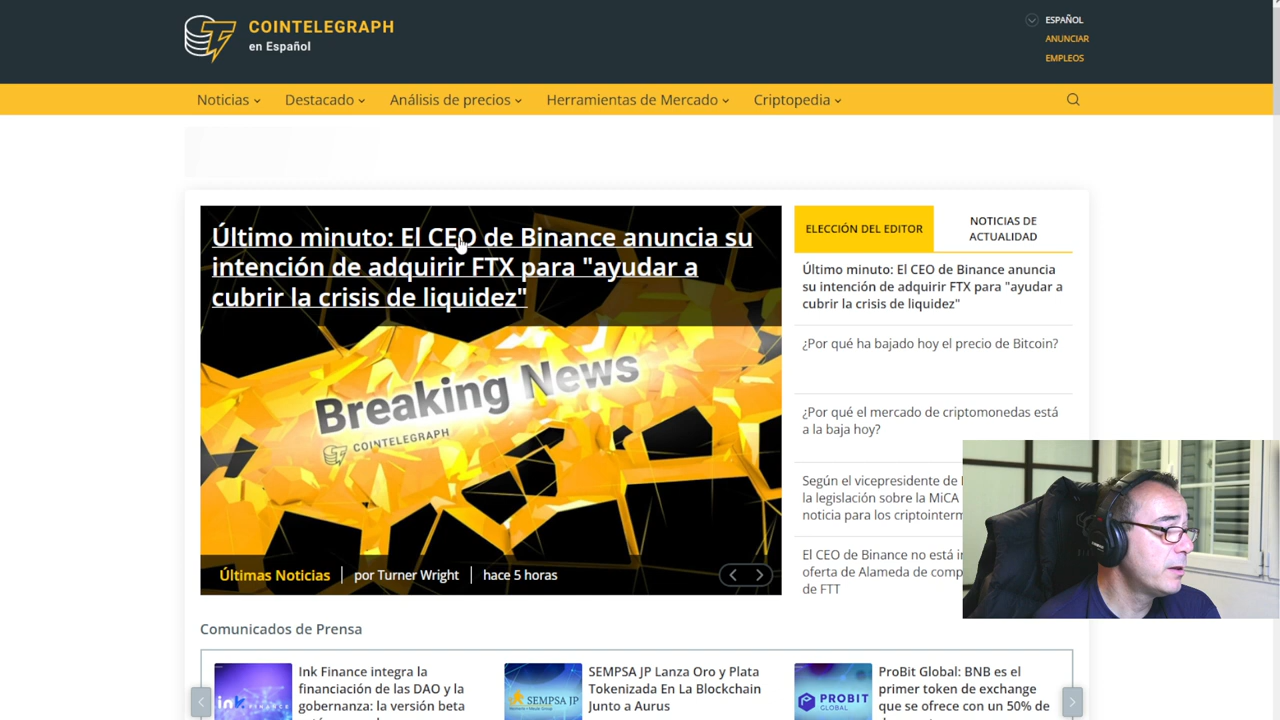 COINTELEGRAPH
en Español
ESPAÑOL
ANUNCIAR
EMPLEOS
Noticias
Destacado
Análisis de precios
Herramientas de Mercado
Criptopedia
Último minuto: El CEO de Binance anuncia su
intención de adquirir FTX para "ayudar a
cubrir la crisis de liquidez"
Breaking News
COINTELEGRAPH
Últimas Noticias
por Turner Wright
hace 5 horas
ELECCIÓN DEL EDITOR
NOTICIAS DE
ACTUALIDAD
Último minuto: El CEO de Binance anuncia
su intención de adquirir FTX para "ayudar a
cubrir la crisis de liquidez"
¿Por qué ha bajado hoy el precio de Bitcoin?
¿Por qué el mercado de criptomonedas está
a la baja hoy?
Según el vicepresidente de
la legislación sobre la MiCA
noticia para los criptointerm
El CEO de Binance no está
oferta de Alameda de comp
de FTT
Comunicados de Prensa
ink FINANCE
Ink Finance integra la
financiación de las DAO y la
gobernanza: la versión beta
SEMPSA JP
SEMPSA JP Lanza Oro y Plata
Tokenizada En La Blockchain
Junto a Aurus
PROBIT
GLOBAL
ProBit Global: BNB es el
primer token de exchange
que se ofrece con un 50% de